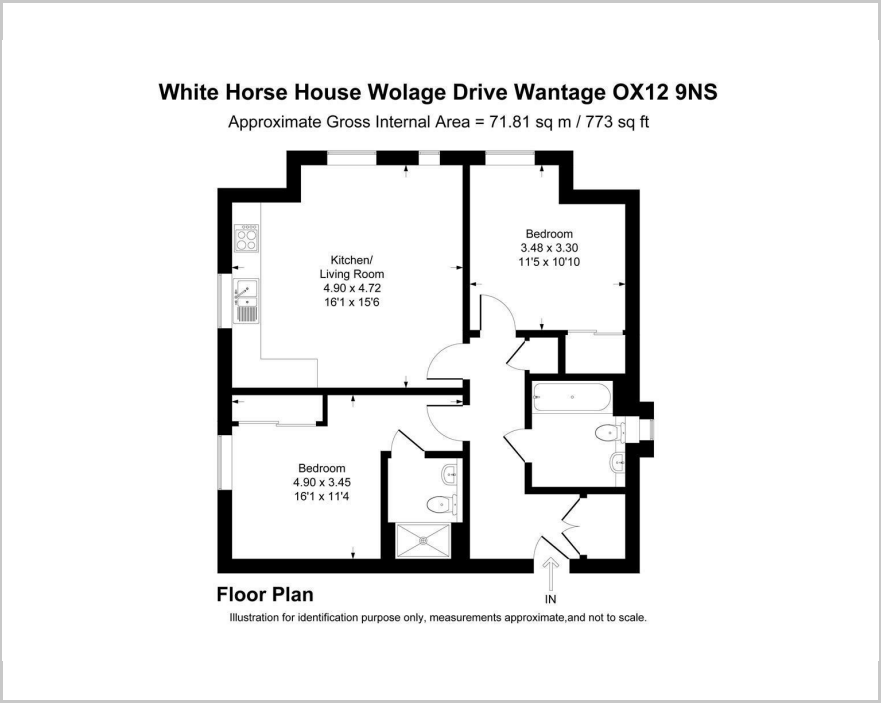 White Horse House Wolage Drive Wantage OX12 9NS
Approximate Gross Internal Area = 71.81 sq m / 773 sq ft
Bedroom
3.48 x 3.30
11'5 x 10'10
Kitchen/
Living Room
4.90 x 4.72
16'1 x 15'6
Bedroom
4.90 x 3.45
16'1 x 11'4
IN
Floor Plan
Illustration for identification purpose only, measurements approximate,and not to scale.